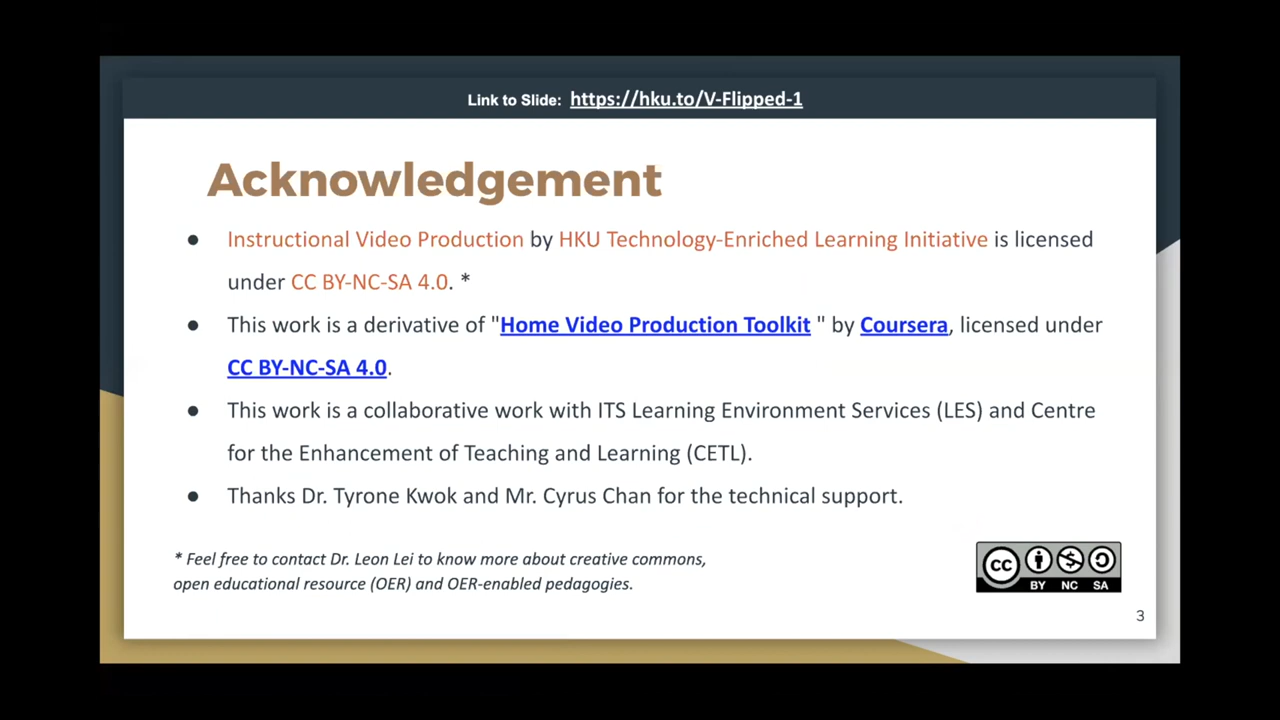 Link to Slide: https://hku.to/V-Flipped-1
Acknowledgement
● Instructional Video Production by HKU Technology-Enriched Learning Initiative is licensed
under CC BY-NC-SA 4.0. *
● This work is a derivative of "Home Video Production Toolkit " by Coursera, licensed under
CC BY-NC-SA 4.0.
● This work is a collaborative work with ITS Learning Environment Services (LES) and Centre
for the Enhancement of Teaching and Learning (CETL).
● Thanks Dr. Tyrone Kwok and Mr. Cyrus Chan for the technical support.
* Feel free to contact Dr. Leon Lei to know more about creative commons,
open educational resource (OER) and OER-enabled pedagogies.
cc
BY NC SA
3